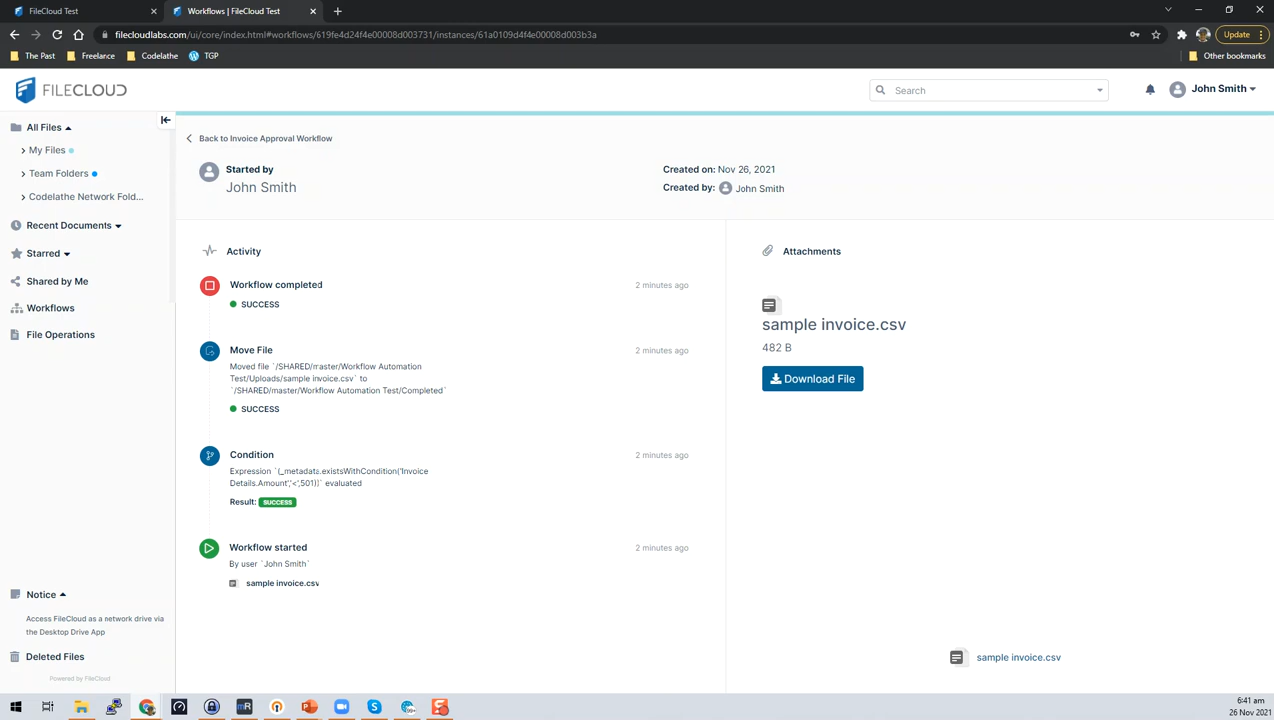 FileCloud Test
Workflows | FileCloud Test
filecloudlabs.com/ui/core/index.html#workflows/619fe4d24f4e00008d003731/instances/61a0109d4f4e00008d003b3a
Update
The Past
Freelance
Codelathe
TGP
Other bookmarks
FILECLOUD
Search
John Smith
All Files
My Files
Team Folders
Codelathe Network Fold...
Recent Documents
Starred
Shared by Me
Workflows
File Operations
Notice
Access FileCloud as a network drive via
the Desktop Drive App
Deleted Files
Powered by FileCloud
Back to Invoice Approval Workflow
Started by
John Smith
Created on: Nov 26, 2021
Created by: John Smith
Activity
Workflow completed
2 minutes ago
SUCCESS
Move File
2 minutes ago
Moved file `/SHARED/master/Workflow Automation
Test/Uploads/sample invoice.csv` to
`/SHARED/master/Workflow Automation Test/Completed`
SUCCESS
Condition
2 minutes ago
Expression `(_metadata.existsWithCondition('Invoice
Details.Amount','<',501))` evaluated
Result: SUCCESS
Workflow started
2 minutes ago
By user `John Smith`
sample invoice.csv
Attachments
sample invoice.csv
482 B
Download File
sample invoice.csv
mR
99+
6:41 am
26 Nov 2021